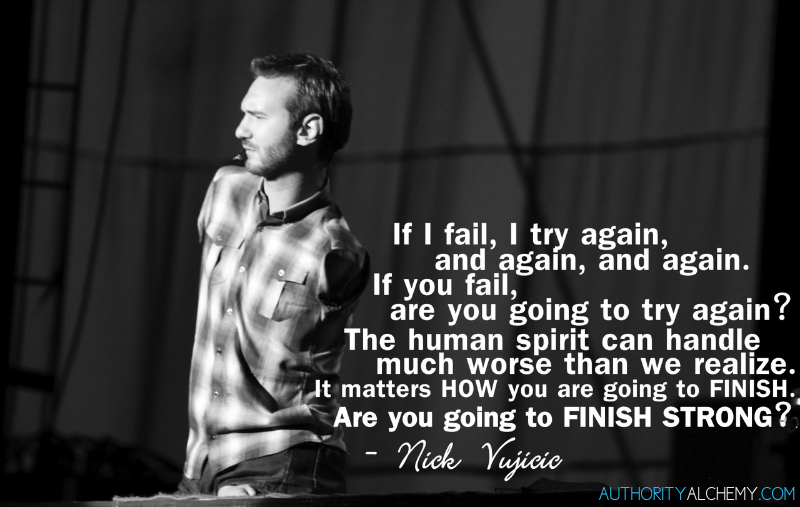 If I fail, I try again,
and again, and again.
If you fail,
are you going to try again?
The human spirit can handle
much worse than we realize.
It matters HOW you are going to FINISH.
Are you going to FINISH STRONG?
- Nick Vujicic
AUTHORITYALCHEMY.COM